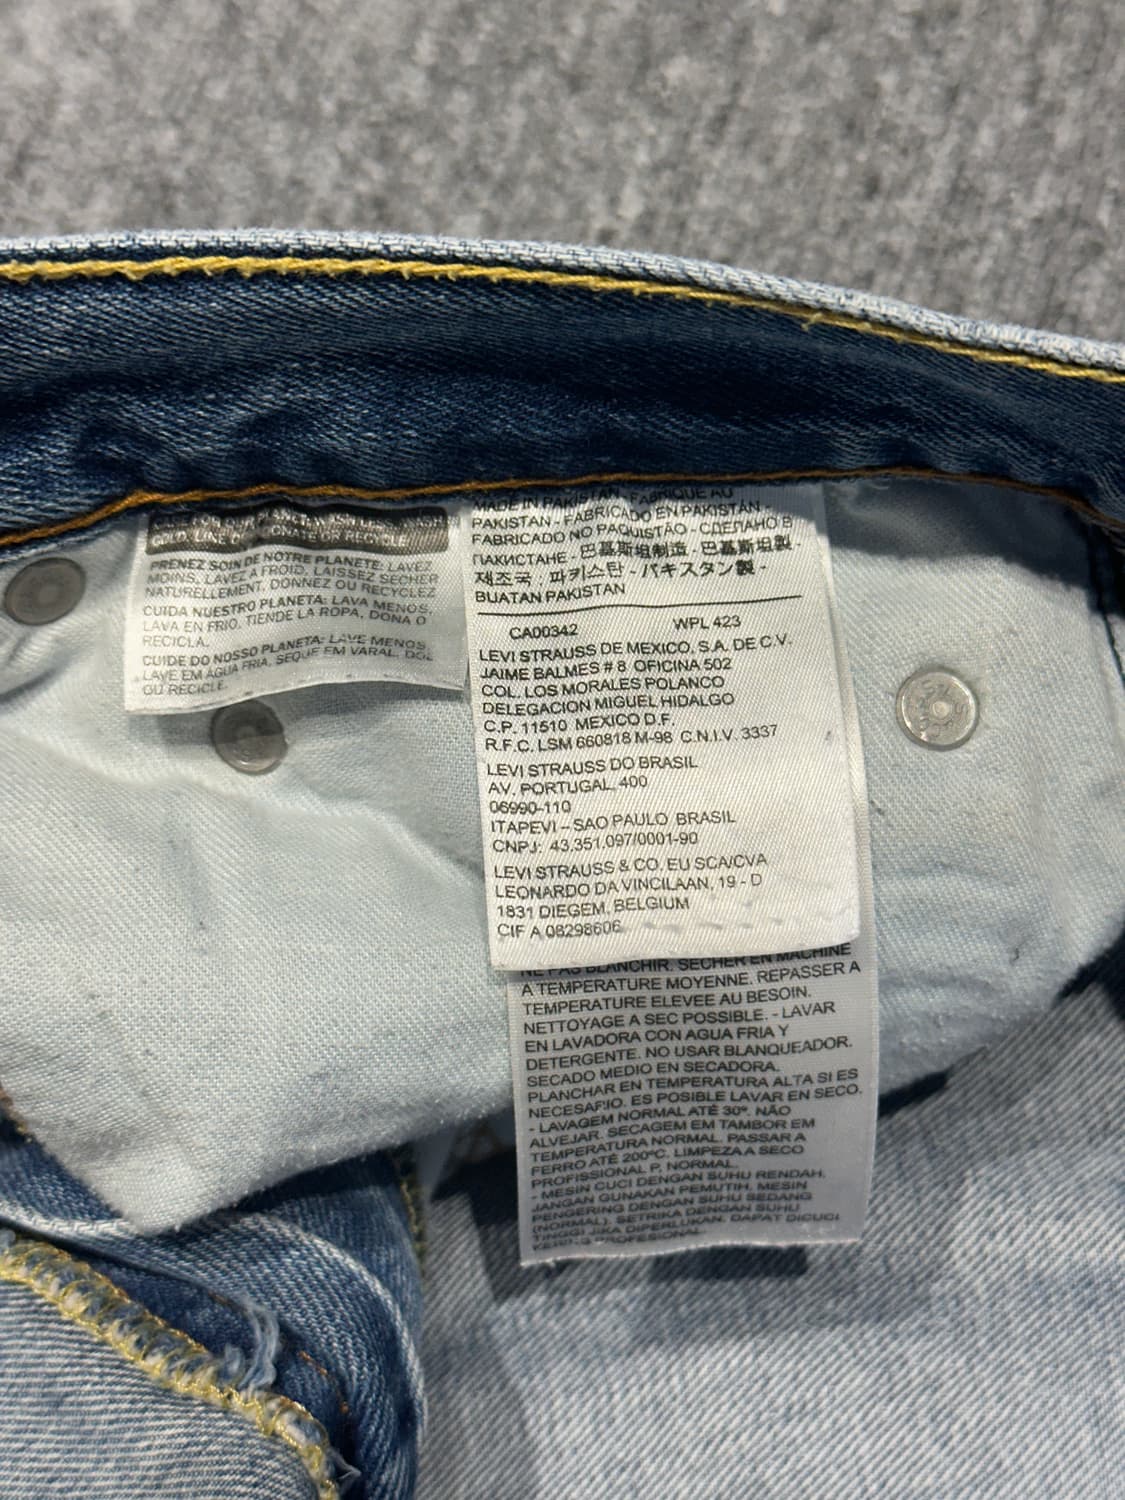 GOLD. LINE DRY. DONATE OR RECYCLE.
PRENEZ SOIN DE NOTRE PLANETE: LAVEZ
MOINS, LAVEZ A FROID, LAISSEZ SECHER
NATURELLEMENT, DONNEZ OU RECYCLEZ
CUIDA NUESTRO PLANETA: LAVA MENOS,
LAVA EN FRIO, TIENDE LA ROPA, DONA O
RECICLA.
CUIDE DO NOSSO PLANETA: LAVE MENOS,
LAVE EM AGUA FRIA, SEQUE EM VARAL, DOE
OU RECICLE.
MADE IN PAKISTAN - FABRIQUE AU
PAKISTAN - FABRICADO EN PAKISTÁN -
FABRICADO NO PAQUISTÃO - СДЕЛАНО В
ПАКИСТАНЕ - 巴基斯坦制造 - 巴基斯坦製 -
제조국 : 파키스탄 - パキスタン製 -
BUATAN PAKISTAN
CA00342 WPL 423
LEVI STRAUSS DE MEXICO, S.A. DE C.V.
JAIME BALMES # 8 OFICINA 502
COL. LOS MORALES POLANCO
DELEGACION MIGUEL HIDALGO
C.P. 11510 MEXICO D.F.
R.F.C. LSM 660818 M-98 C.N.I.V. 3337
LEVI STRAUSS DO BRASIL
AV. PORTUGAL, 400
06990-110
ITAPEVI – SAO PAULO BRASIL
CNPJ: 43.351.097/0001-90
LEVI STRAUSS & CO. EU SCA/CVA
LEONARDO DA VINCILAAN, 19 - D
1831 DIEGEM, BELGIUM
CIF A 08298606
NE PAS BLANCHIR. SECHER EN MACHINE
A TEMPERATURE MOYENNE. REPASSER A
TEMPERATURE ELEVEE AU BESOIN.
NETTOYAGE A SEC POSSIBLE. - LAVAR
EN LAVADORA CON AGUA FRIA Y
DETERGENTE. NO USAR BLANQUEADOR.
SECADO MEDIO EN SECADORA.
PLANCHAR EN TEMPERATURA ALTA SI ES
NECESARIO. ES POSIBLE LAVAR EN SECO.
- LAVAGEM NORMAL ATÉ 30º. NÃO
ALVEJAR. SECAGEM EM TAMBOR EM
TEMPERATURA NORMAL. PASSAR A
FERRO ATÉ 200ºC. LIMPEZA A SECO
PROFISSIONAL P, NORMAL.
- MESIN CUCI DENGAN SUHU RENDAH.
JANGAN GUNAKAN PEMUTIH. MESIN
PENGERING DENGAN SUHU SEDANG
(NORMAL). SETRIKA DENGAN SUHU
TINGGI JIKA DIPERLUKAN. DAPAT DICUCI
KERING PROFESIONAL.